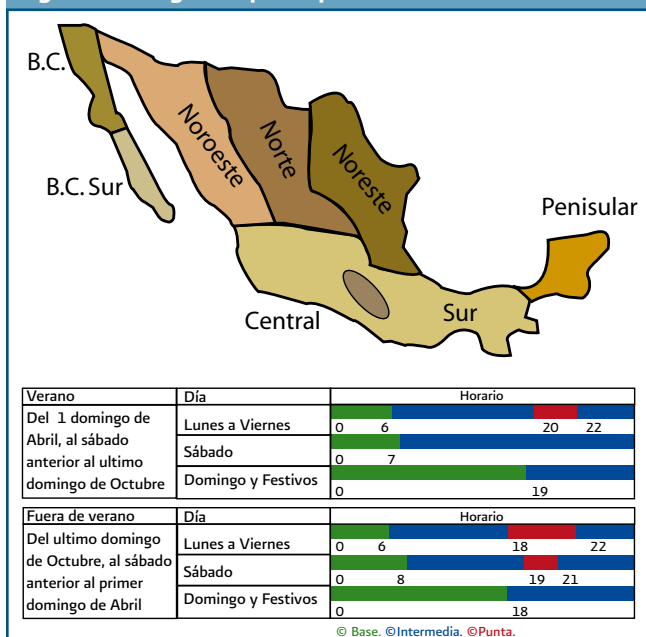 B.C.
Noroeste
Norte
Noreste
B.C. Sur
Penisular
Central
Sur
Verano Día Horario
Del 1 domingo de
Abril, al sábado
anterior al ultimo
domingo de Octubre
Lunes a Viernes
0 6 20 22
Sábado
0 7
Domingo y Festivos
0 19
Fuera de verano Día Horario
Del ultimo domingo
de Octubre, al sábado
anterior al primer
domingo de Abril
Lunes a Viernes
0 6 18 22
Sábado
0 8 19 21
Domingo y Festivos
0 18
© Base. ©Intermedia. ©Punta.